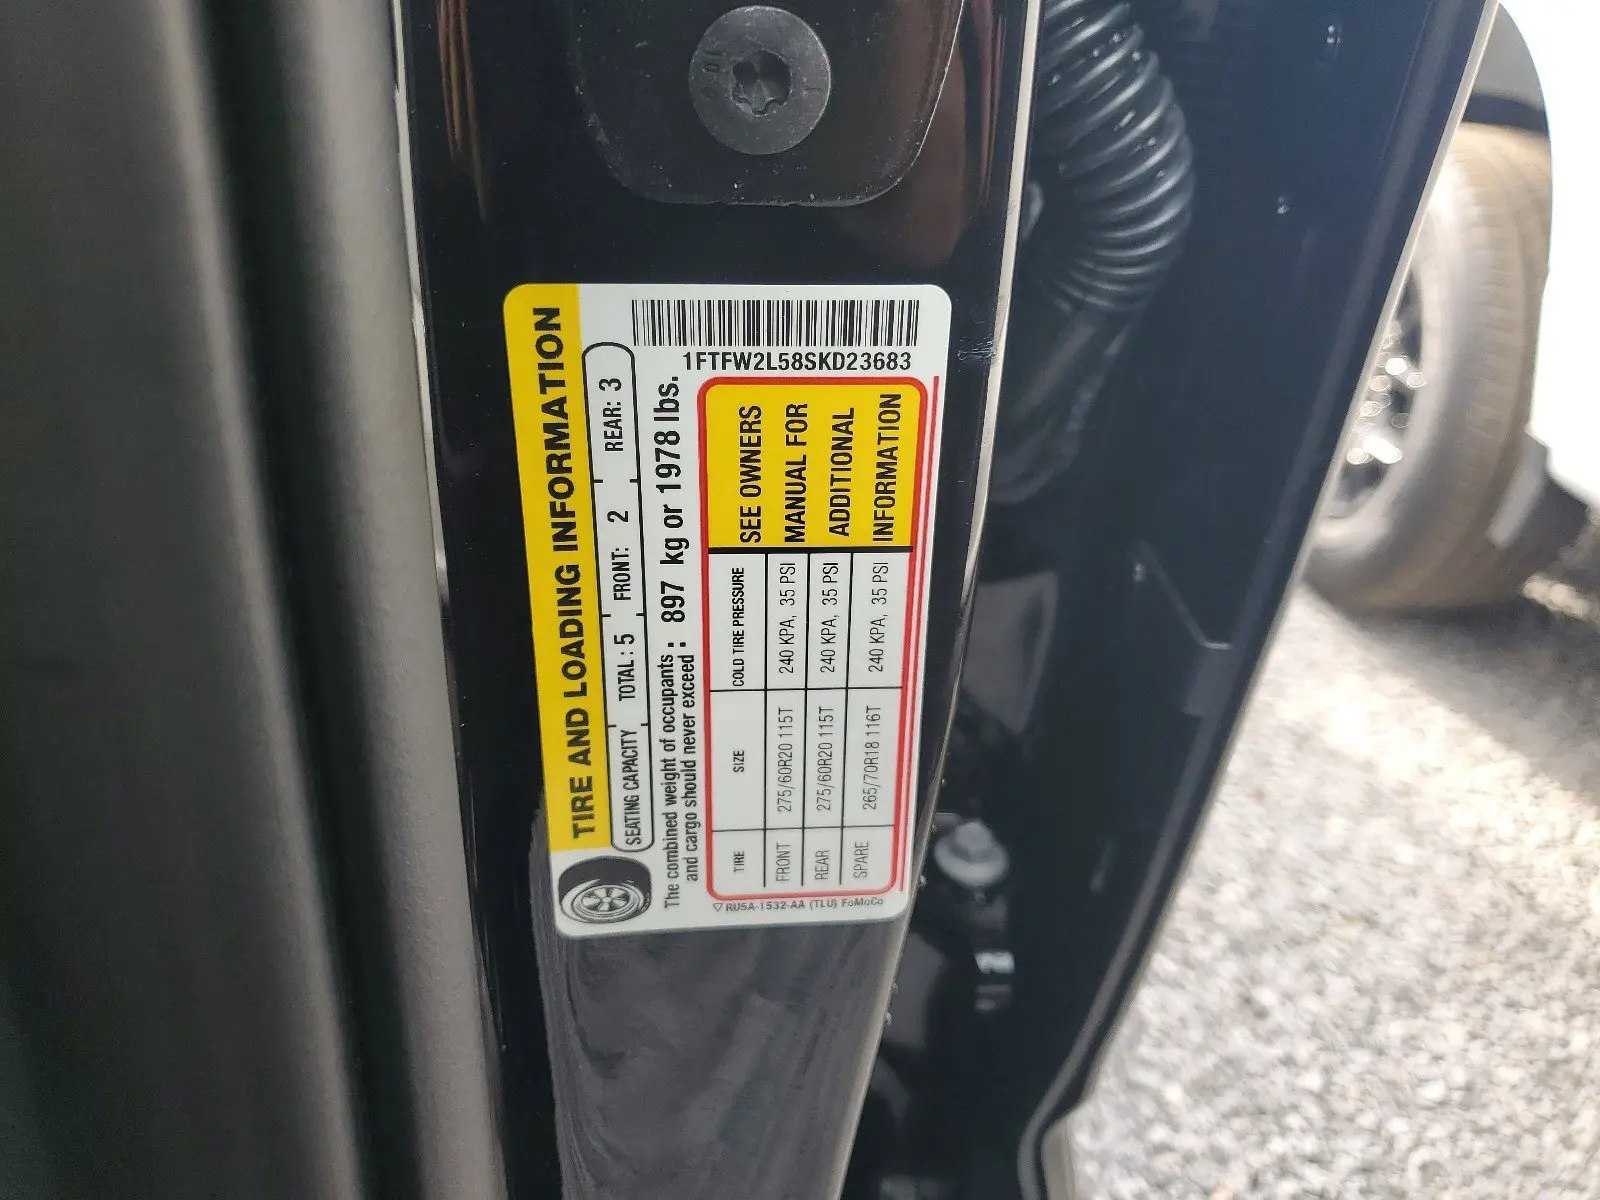 1FTFW2L58SKD23683
TIRE AND LOADING INFORMATION
SEATING CAPACITY TOTAL: 5 FRONT: 2 REAR: 3
The combined weight of occupants
and cargo should never exceed : 897 kg or 1978 lbs.
TIRE SIZE COLD TIRE PRESSURE
FRONT 275/60R20 115T 240 KPA, 35 PSI
REAR 275/60R20 115T 240 KPA, 35 PSI
SPARE 265/70R18 116T 240 KPA, 35 PSI
SEE OWNERS
MANUAL FOR
ADDITIONAL
INFORMATION
RU5A-1532-AA (TLU) FoMoCo